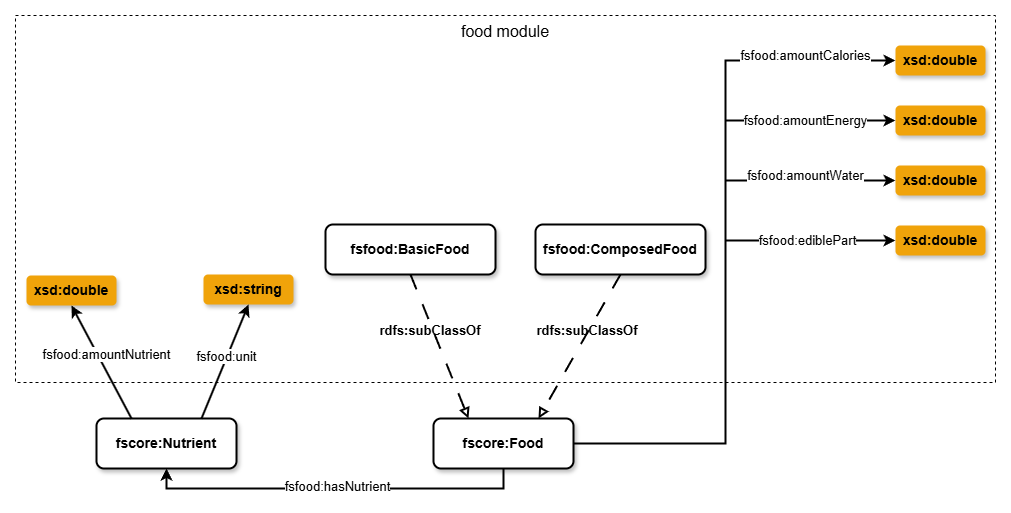 food module
fsfood:amountCalories
xsd:double
fsfood:amountEnergy
xsd:double
fsfood:amountWater
xsd:double
fsfood:ediblePart
xsd:double
fsfood:BasicFood
fsfood:ComposedFood
xsd:double
xsd:string
rdfs:subClassOf
rdfs:subClassOf
fsfood:amountNutrient
fsfood:unit
fscore:Nutrient
fscore:Food
fsfood:hasNutrient